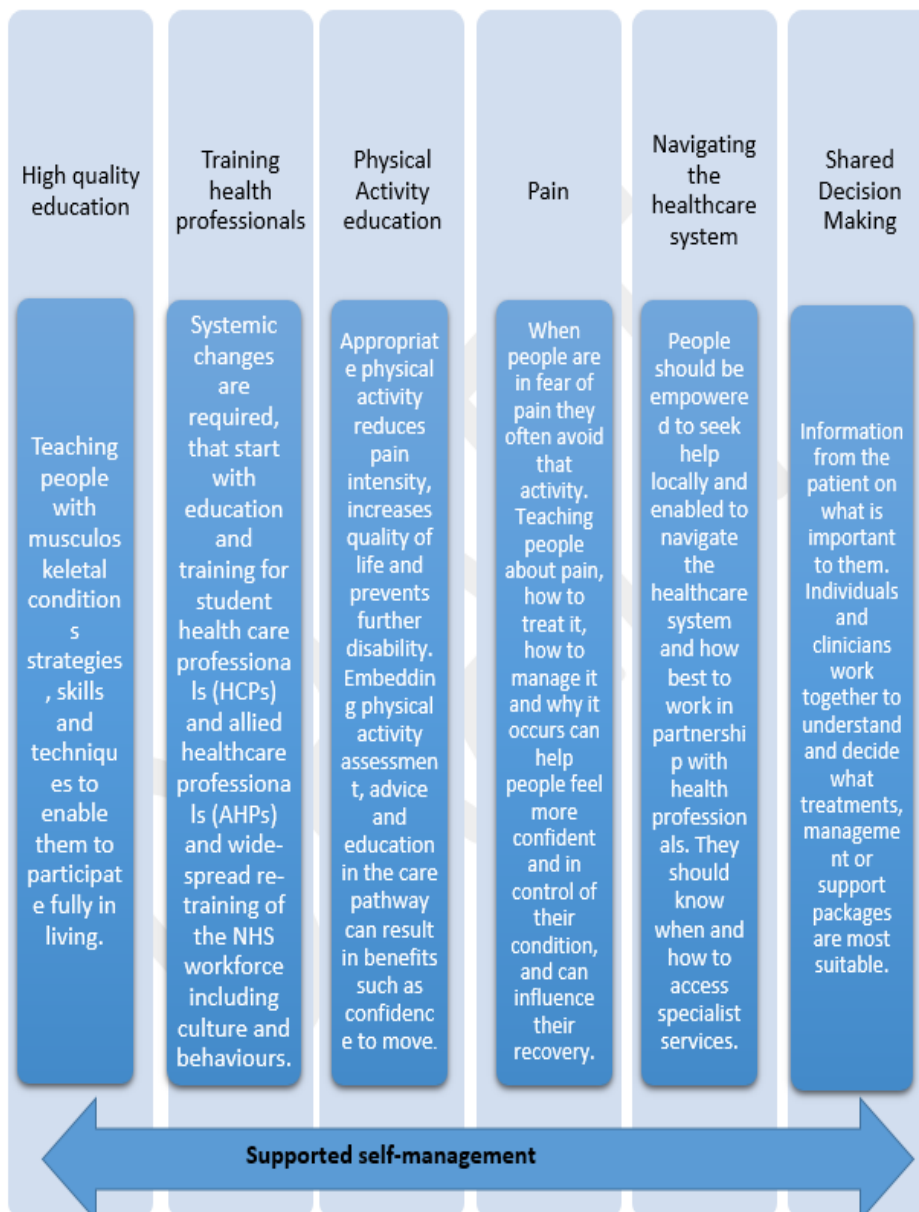 High quality
education
Training
health
professionals
Physical
Activity
education
Pain
Navigating
the
healthcare
system
Shared
Decision
Making
Teaching
people
with
musculos
keletal
condition
s
strategies
, skills
and
techniqu
es to
enable
them to
participat
e fully in
living.
Systemic
changes
are
required,
that start
with
education
and
training for
student
health care
professiona
ls (HCPs)
and allied
healthcare
professiona
ls (AHPs)
and wide-
spread re-
training of
the NHS
workforce
including
culture and
behaviours.
Appropriat
e physical
activity
reduces
pain
intensity,
increases
quality of
life and
prevents
further
disability.
Embeddin
g physical
activity
assessmen
t, advice
and
education
in the care
pathway
can result
in benefits
such as
confidenc
e to move.
When
people are
in fear of
pain they
often avoid
that
activity.
Teaching
people
about pain,
how to
treat it,
how to
manage it
and why it
occurs can
help
people feel
more
confident
and in
control of
their
condition,
and can
influence
their
recovery.
People
should be
empowere
d to seek
help
locally and
enabled to
navigate
the
healthcare
system
and how
best to
work in
partnershi
p with
health
profession
als. They
should
know
when and
how to
access
specialist
services.
Information
from the
patient on
what is
important
to them.
Individuals
and
clinicians
work
together to
understand
and decide
what
treatments,
manageme
nt or
support
packages
are most
suitable.
Supported self-management